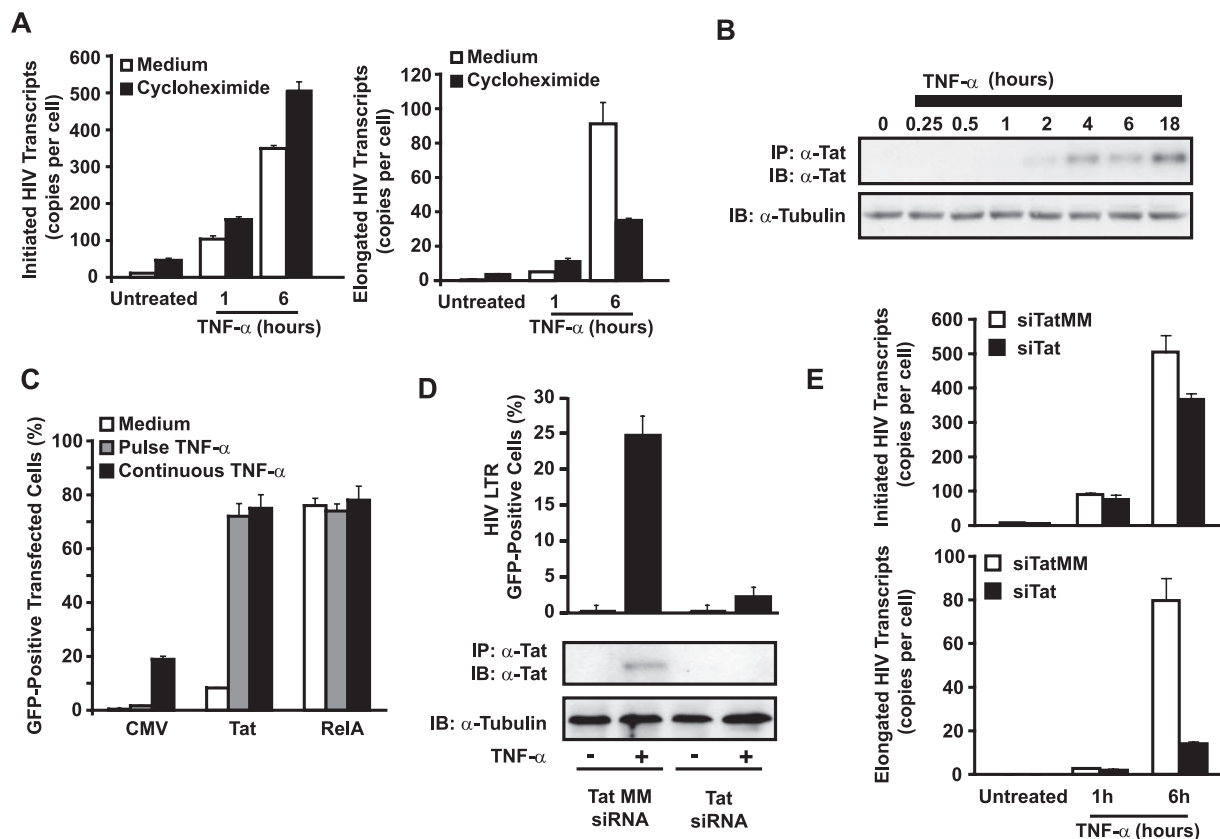 A
Initiated HIV Transcripts
(copies per cell)
600
500
400
300
200
100
0
Medium
Cycloheximide
Untreated
1
6
TNF-α (hours)
Elongated HIV Transcripts
(copies per cell)
120
100
80
60
40
20
0
Medium
Cycloheximide
Untreated
1
6
TNF-α (hours)
B
TNF-α (hours)
0 0.25 0.5 1 2 4 6 18
IP: α-Tat
IB: α-Tat
IB: α-Tubulin
C
GFP-Positive Transfected Cells (%)
Medium
Pulse TNF-α
Continuous TNF-α
100
80
60
40
20
0
CMV
Tat
RelA
D
HIV LTR
GFP-Positive Cells (%)
30
25
20
15
10
5
0
IP: α-Tat
IB: α-Tat
IB: α-Tubulin
TNF-α - + - +
Tat MM
siRNA
Tat
siRNA
E
Initiated HIV Transcripts
(copies per cell)
600
500
400
300
200
100
0
siTatMM
siTat
Elongated HIV Transcripts
(copies per cell)
100
80
60
40
20
0
siTatMM
siTat
Untreated
1h
6h
TNF-α (hours)